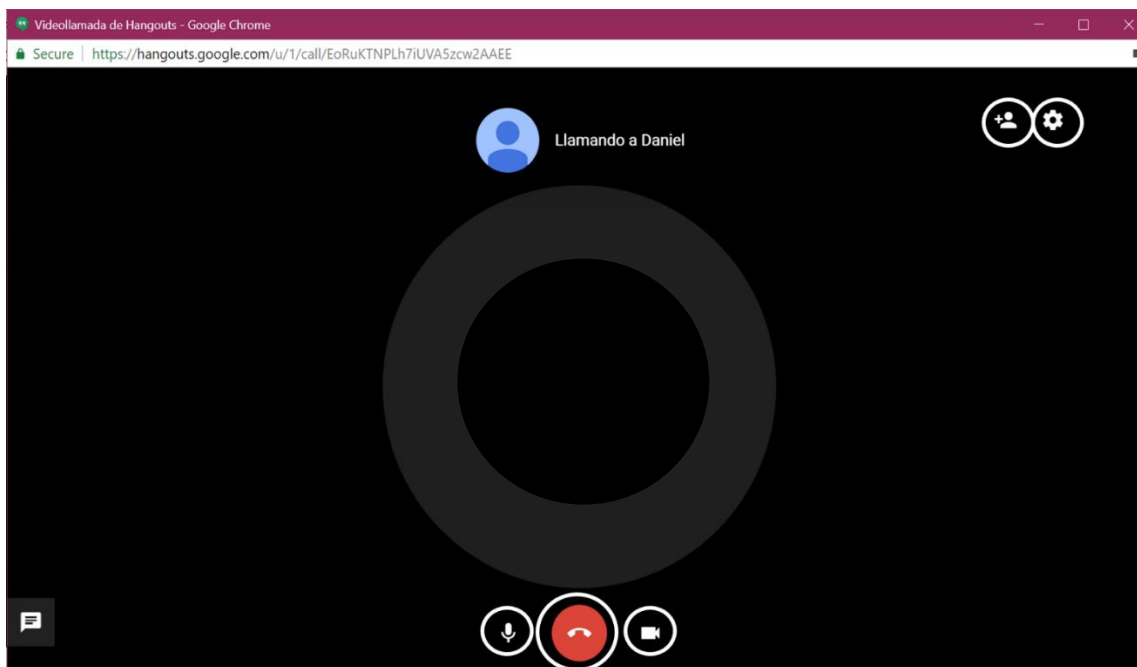 Videollamada de Hangouts - Google Chrome
Secure | https://hangouts.google.com/u/1/call/EoRuKTNPLh7iUVA5zcw2AAEE
Llamando a Daniel